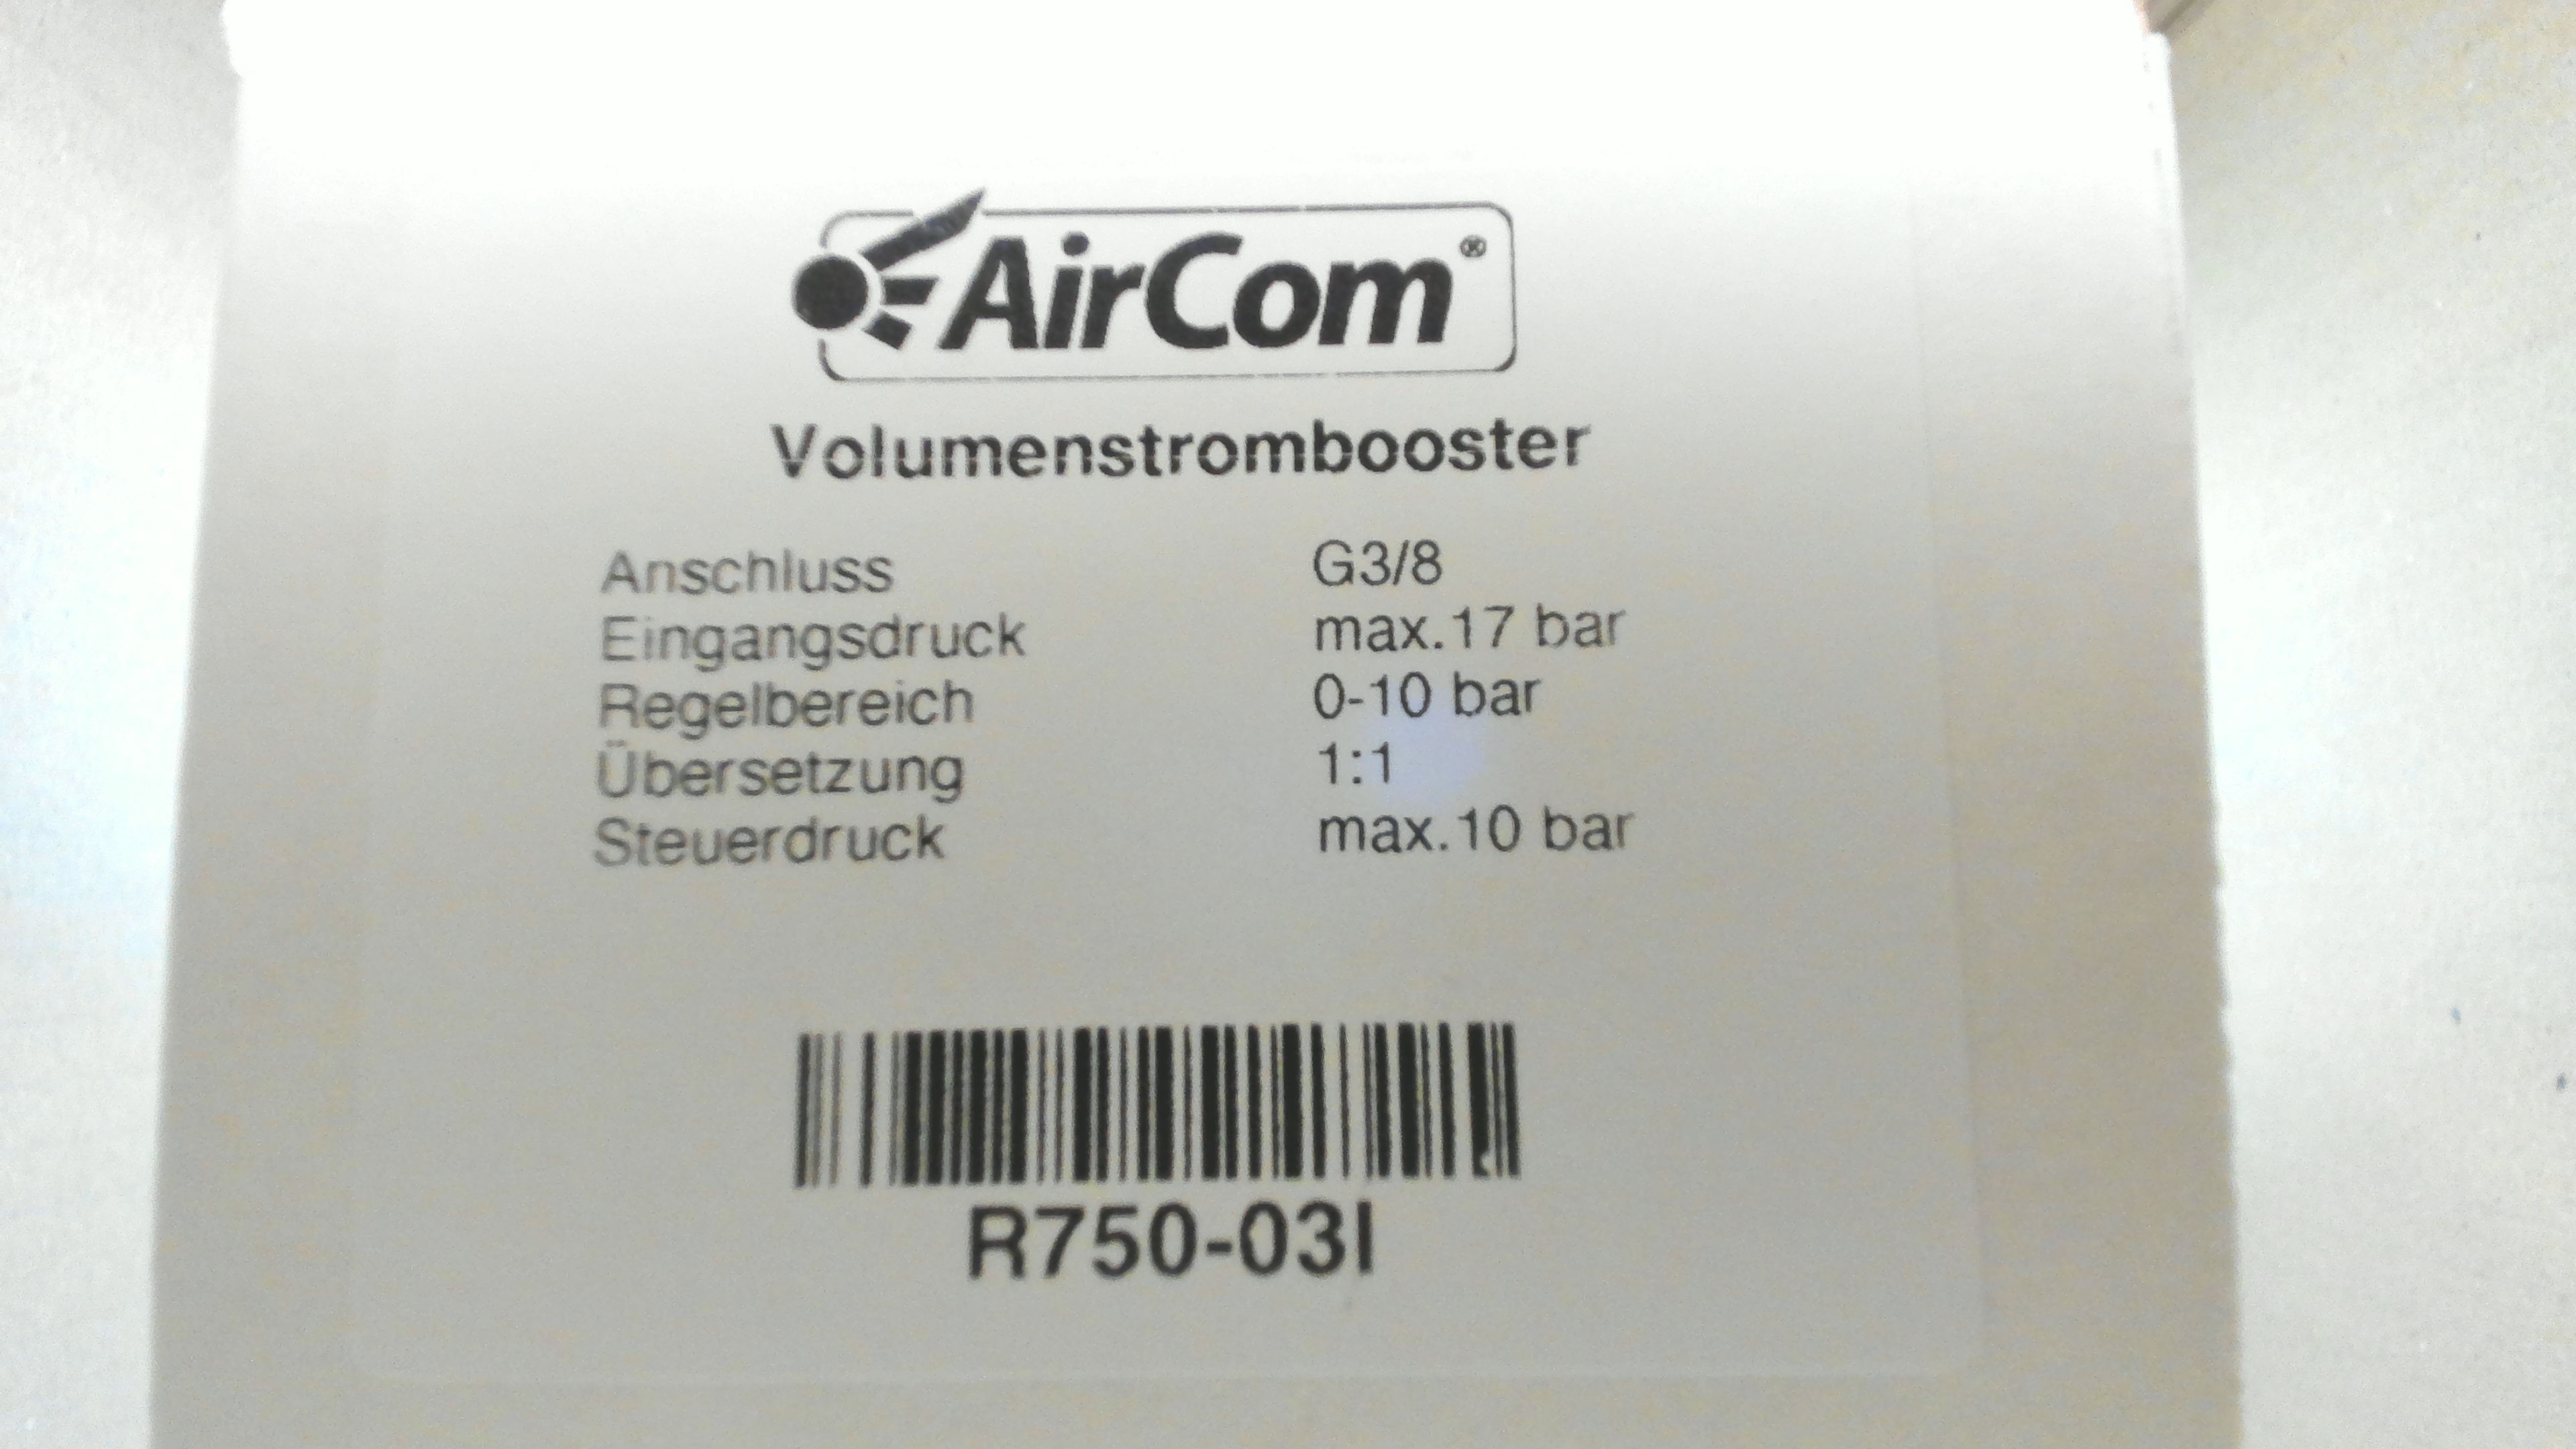 AirCom®
Volumenstrombooster
Anschluss G3/8
Eingangsdruck max.17 bar
Regelbereich 0-10 bar
Übersetzung 1:1
Steuerdruck max.10 bar
R750-03I